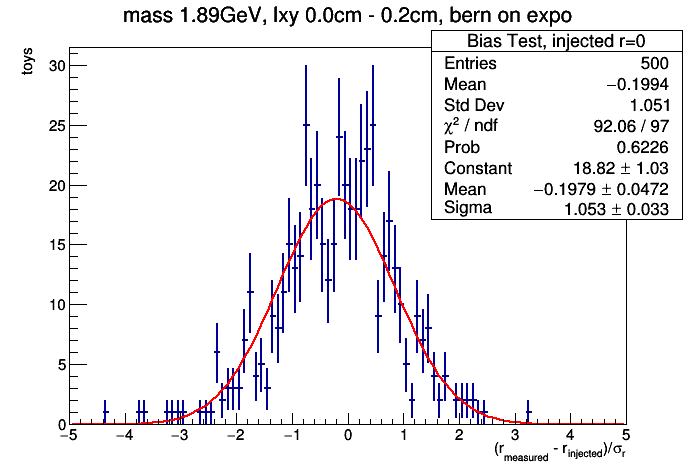 mass 1.89GeV, lxy 0.0cm - 0.2cm, bern on expo
Bias Test, injected r=0
Entries 500
Mean −0.1994
Std Dev 1.051
χ² / ndf 92.06 / 97
Prob 0.6226
Constant 18.82 ± 1.03
Mean −0.1979 ± 0.0472
Sigma 1.053 ± 0.033
toys
30
25
20
15
10
5
0
−5 −4 −3 −2 −1 0 1 2 3 4 5
(r_measured - r_injected)/σ_r